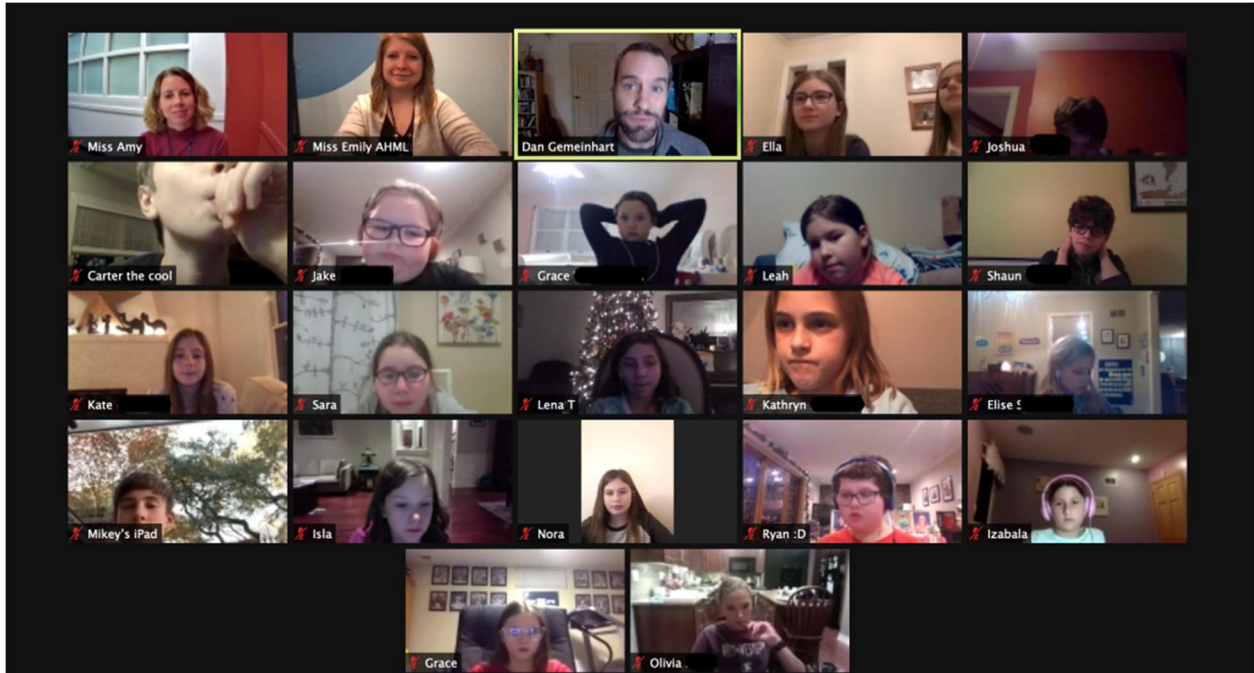 Miss Amy
Miss Emily AHML
Dan Gemeinhart
Ella
Joshua
Carter the cool
Jake
Grace
Leah
Shaun
Kate
Sara
Lena T
Kathryn
Elise S
Mikey's iPad
Isla
Nora
Ryan :D
Izabala
Grace
Olivia